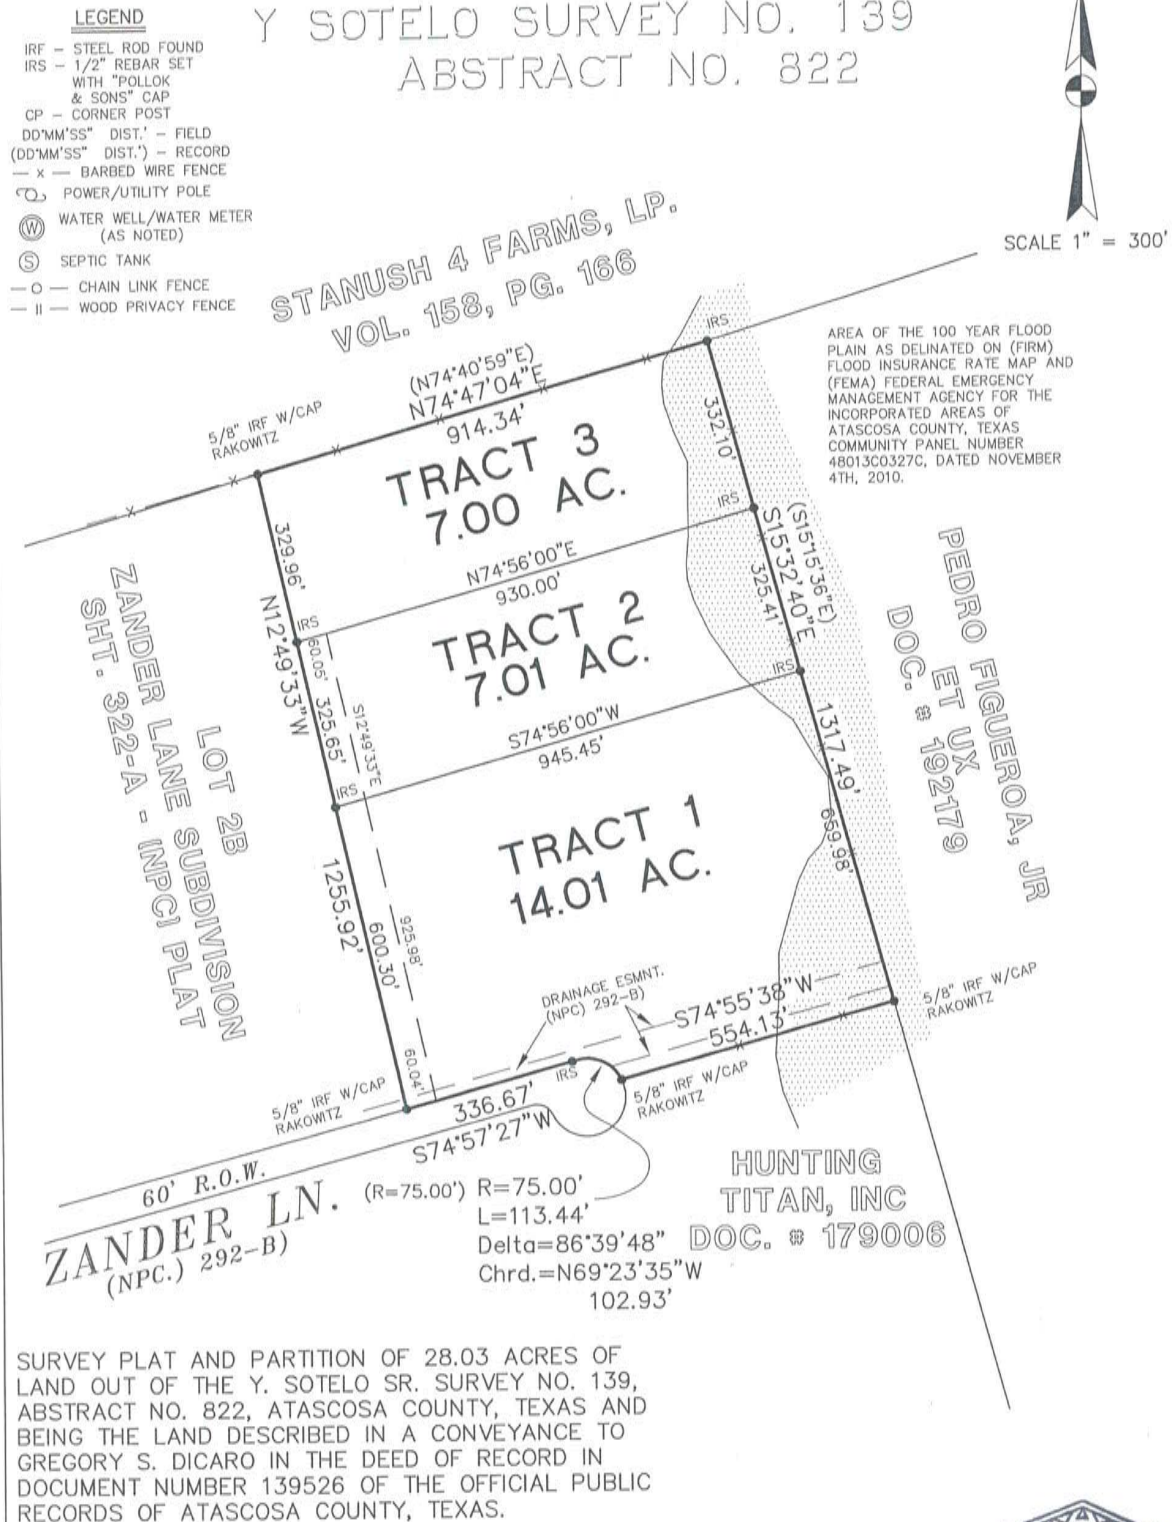 LEGEND
IRF - STEEL ROD FOUND
IRS - 1/2" REBAR SET
WITH "POLLOK
& SONS" CAP
CP - CORNER POST
DD°MM'SS" DIST.' - FIELD
(DD°MM'SS" DIST.') - RECORD
— x — BARBED WIRE FENCE
POWER/UTILITY POLE
W WATER WELL/WATER METER
(AS NOTED)
S SEPTIC TANK
— O — CHAIN LINK FENCE
— || — WOOD PRIVACY FENCE
Y SOTELO SURVEY NO. 139
ABSTRACT NO. 822
SCALE 1" = 300'
STANUSH 4 FARMS, LP.
VOL. 158, PG. 166
AREA OF THE 100 YEAR FLOOD
PLAIN AS DELINATED ON (FIRM)
FLOOD INSURANCE RATE MAP AND
(FEMA) FEDERAL EMERGENCY
MANAGEMENT AGENCY FOR THE
INCORPORATED AREAS OF
ATASCOSA COUNTY, TEXAS
COMMUNITY PANEL NUMBER
48013C0327C, DATED NOVEMBER
4TH, 2010.
IRS
(N74°40'59"E)
N74°47'04"E
914.34'
5/8" IRF W/CAP
RAKOWITZ
332.10'
TRACT 3
7.00 AC.
IRS
329.96'
N74°56'00"E
930.00'
(S15°15'36"E)
S15°32'40"E
325.41'
N12°49'33"W
IRS
60.05'
325.65'
S12°49'33"E
TRACT 2
7.01 AC.
IRS
S74°56'00"W
945.45'
1317.49'
659.98'
PEDRO FIGUEROA, JR
ET UX
DOC. # 192179
LOT 2B
ZANDER LANE SUBDIVISION
SHT. 322-A - (NPC) PLAT
IRS
TRACT 1
14.01 AC.
1255.92'
600.30'
925.98'
60.04'
DRAINAGE ESMNT.
(NPC) 292-B)
S74°55'38"W
554.13'
5/8" IRF W/CAP
RAKOWITZ
IRS
5/8" IRF W/CAP
RAKOWITZ
5/8" IRF W/CAP
RAKOWITZ
336.67'
S74°57'27"W
60' R.O.W.
ZANDER LN.
(NPC.) 292-B)
(R=75.00') R=75.00'
L=113.44'
Delta=86°39'48"
Chrd.=N69°23'35"W
102.93'
HUNTING
TITAN, INC
DOC. # 179006
SURVEY PLAT AND PARTITION OF 28.03 ACRES OF
LAND OUT OF THE Y. SOTELO SR. SURVEY NO. 139,
ABSTRACT NO. 822, ATASCOSA COUNTY, TEXAS AND
BEING THE LAND DESCRIBED IN A CONVEYANCE TO
GREGORY S. DICARO IN THE DEED OF RECORD IN
DOCUMENT NUMBER 139526 OF THE OFFICIAL PUBLIC
RECORDS OF ATASCOSA COUNTY, TEXAS.